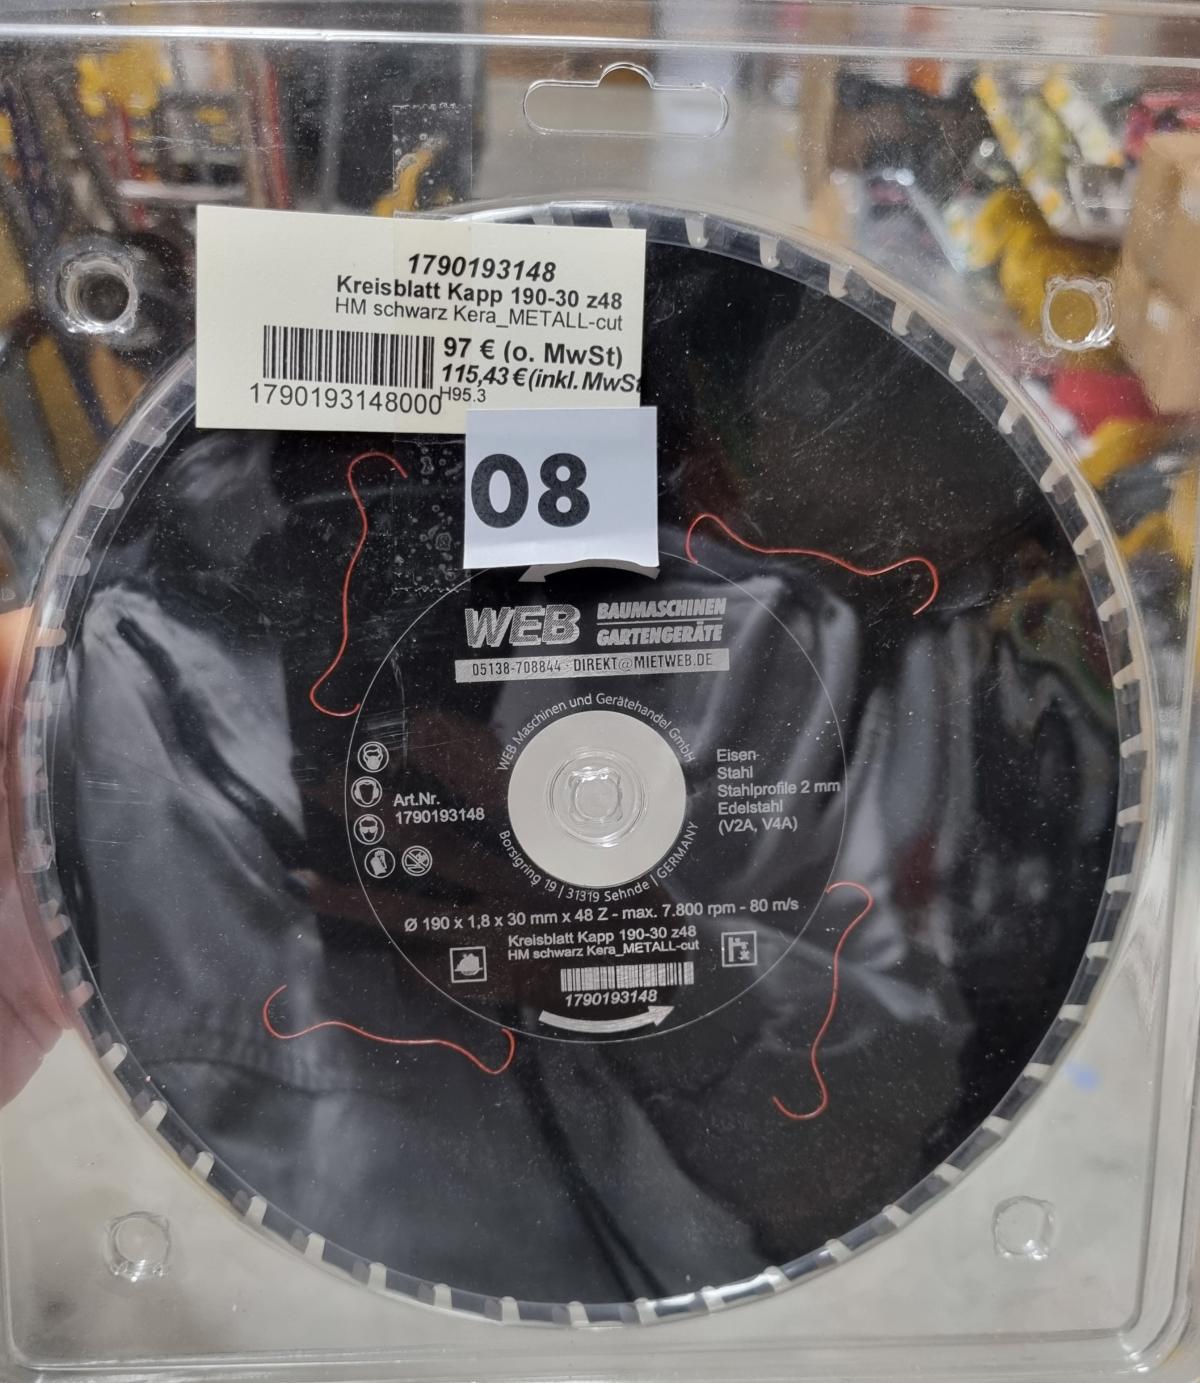 1790193148
Kreisblatt Kapp 190-30 z48
HM schwarz Kera_METALL-cut
97 € (o. MwSt)
115,43 € (inkl. MwSt
1790193148000
H95.3
08
WEB
BAUMASCHINEN
GARTENGERÄTE
05138-708844 · DIREKT@MIETWEB.DE
WEB Maschinen und Gerätehandel GmbH
Art.Nr.
1790193148
Eisen-
Stahl
Stahlprofile 2 mm
Edelstahl
(V2A, V4A)
Borsigring 19 | 31319 Sehnde | GERMANY
Ø 190 x 1,8 x 30 mm x 48 Z - max. 7.800 rpm - 80 m/s
Kreisblatt Kapp 190-30 z48
HM schwarz Kera_METALL-cut
1790193148